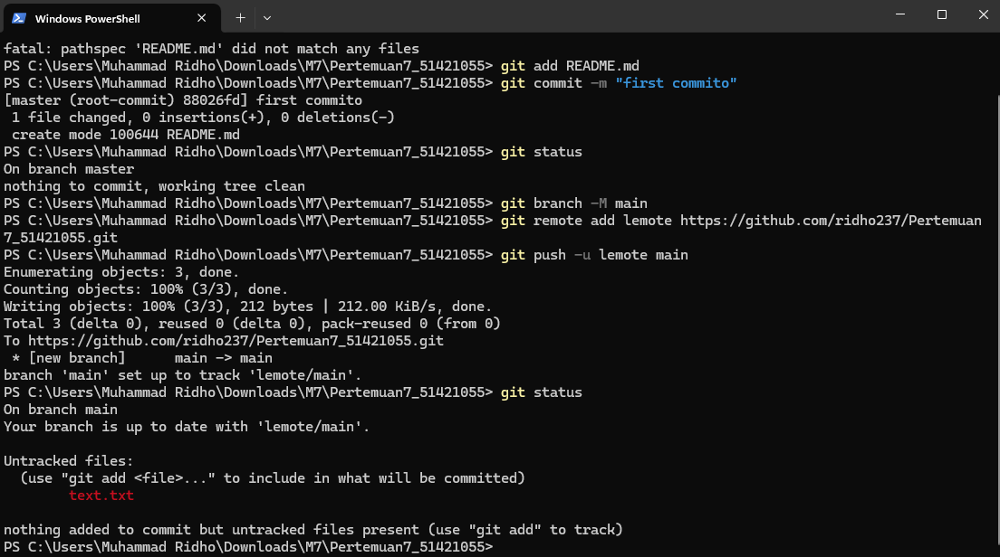 Windows PowerShell
fatal: pathspec 'README.md' did not match any files
PS C:\Users\Muhammad Ridho\Downloads\M7\Pertemuan7_51421055> git add README.md
PS C:\Users\Muhammad Ridho\Downloads\M7\Pertemuan7_51421055> git commit -m "first commito"
[master (root-commit) 88026fd] first commito
 1 file changed, 0 insertions(+), 0 deletions(-)
 create mode 100644 README.md
PS C:\Users\Muhammad Ridho\Downloads\M7\Pertemuan7_51421055> git status
On branch master
nothing to commit, working tree clean
PS C:\Users\Muhammad Ridho\Downloads\M7\Pertemuan7_51421055> git branch -M main
PS C:\Users\Muhammad Ridho\Downloads\M7\Pertemuan7_51421055> git remote add lemote https://github.com/ridho237/Pertemuan
7_51421055.git
PS C:\Users\Muhammad Ridho\Downloads\M7\Pertemuan7_51421055> git push -u lemote main
Enumerating objects: 3, done.
Counting objects: 100% (3/3), done.
Writing objects: 100% (3/3), 212 bytes | 212.00 KiB/s, done.
Total 3 (delta 0), reused 0 (delta 0), pack-reused 0 (from 0)
To https://github.com/ridho237/Pertemuan7_51421055.git
 * [new branch]      main -> main
branch 'main' set up to track 'lemote/main'.
PS C:\Users\Muhammad Ridho\Downloads\M7\Pertemuan7_51421055> git status
On branch main
Your branch is up to date with 'lemote/main'.

Untracked files:
  (use "git add <file>..." to include in what will be committed)
        text.txt

nothing added to commit but untracked files present (use "git add" to track)
PS C:\Users\Muhammad Ridho\Downloads\M7\Pertemuan7_51421055>